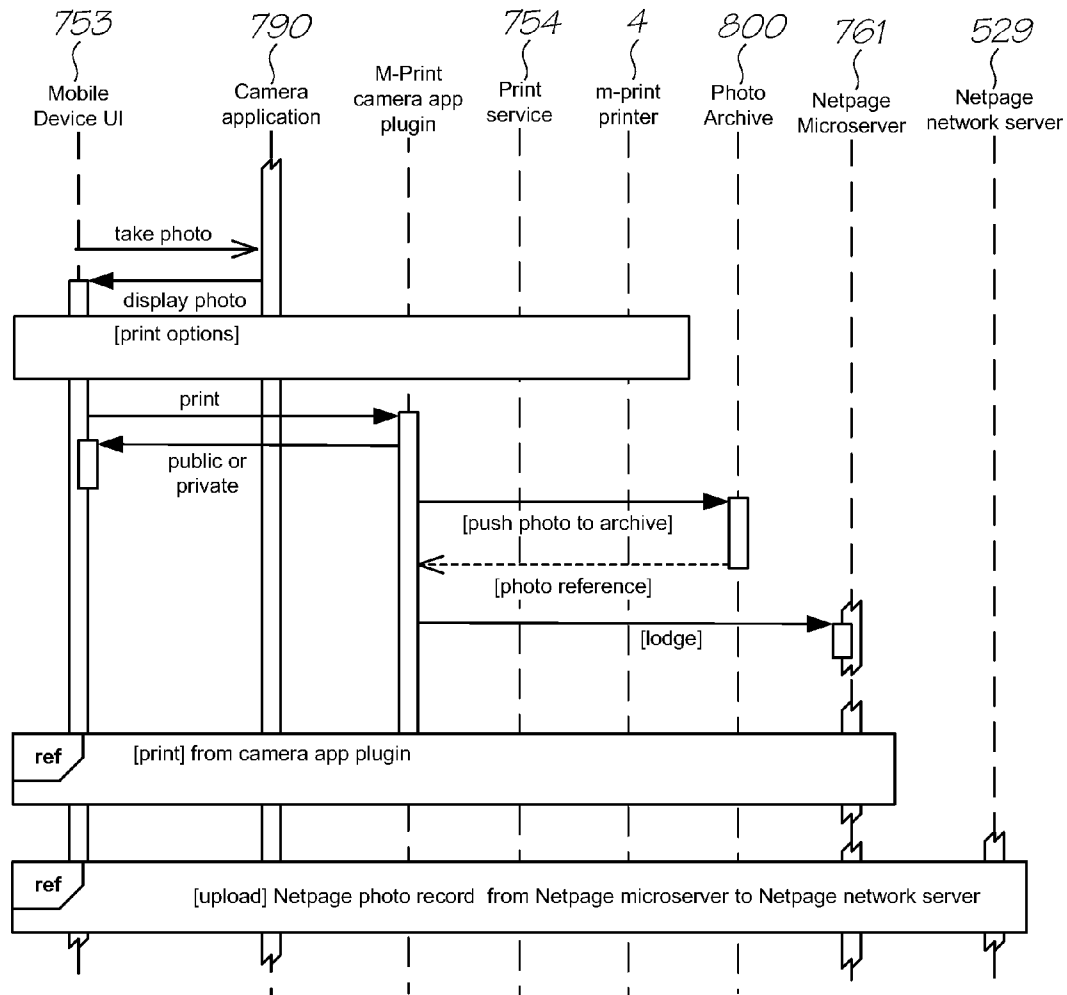 753
790
754
4
800
761
529
Mobile
Device UI
Camera
application
M-Print
camera app
plugin
Print
service
m-print
printer
Photo
Archive
Netpage
Microserver
Netpage
network server
take photo
display photo
[print options]
print
public or
private
[push photo to archive]
[photo reference]
[lodge]
ref
[print] from camera app plugin
ref
[upload] Netpage photo record from Netpage microserver to Netpage network server